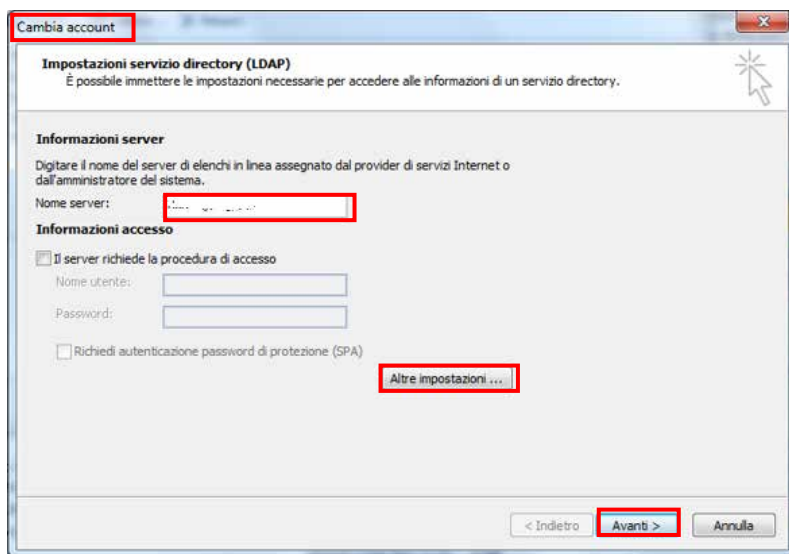 Cambia account
Impostazioni servizio directory (LDAP)
È possibile immettere le impostazioni necessarie per accedere alle informazioni di un servizio directory.
Informazioni server
Digitare il nome del server di elenchi in linea assegnato dal provider di servizi Internet o
dall'amministratore del sistema.
Nome server:
Informazioni accesso
Il server richiede la procedura di accesso
Nome utente:
Password:
Richiedi autenticazione password di protezione (SPA)
Altre impostazioni ...
< Indietro Avanti > Annulla